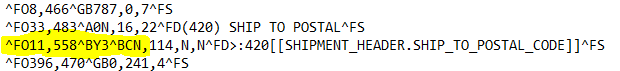 ^FO8,466^GB787,0,7^FS
^FO33,483^A0N,16,22^FD(420) SHIP TO POSTAL^FS
^FO11,558^BY3^BCN,114,N,N^FD>:420[[SHIPMENT_HEADER.SHIP_TO_POSTAL_CODE]]^FS
^FO396,470^GB0,241,4^FS